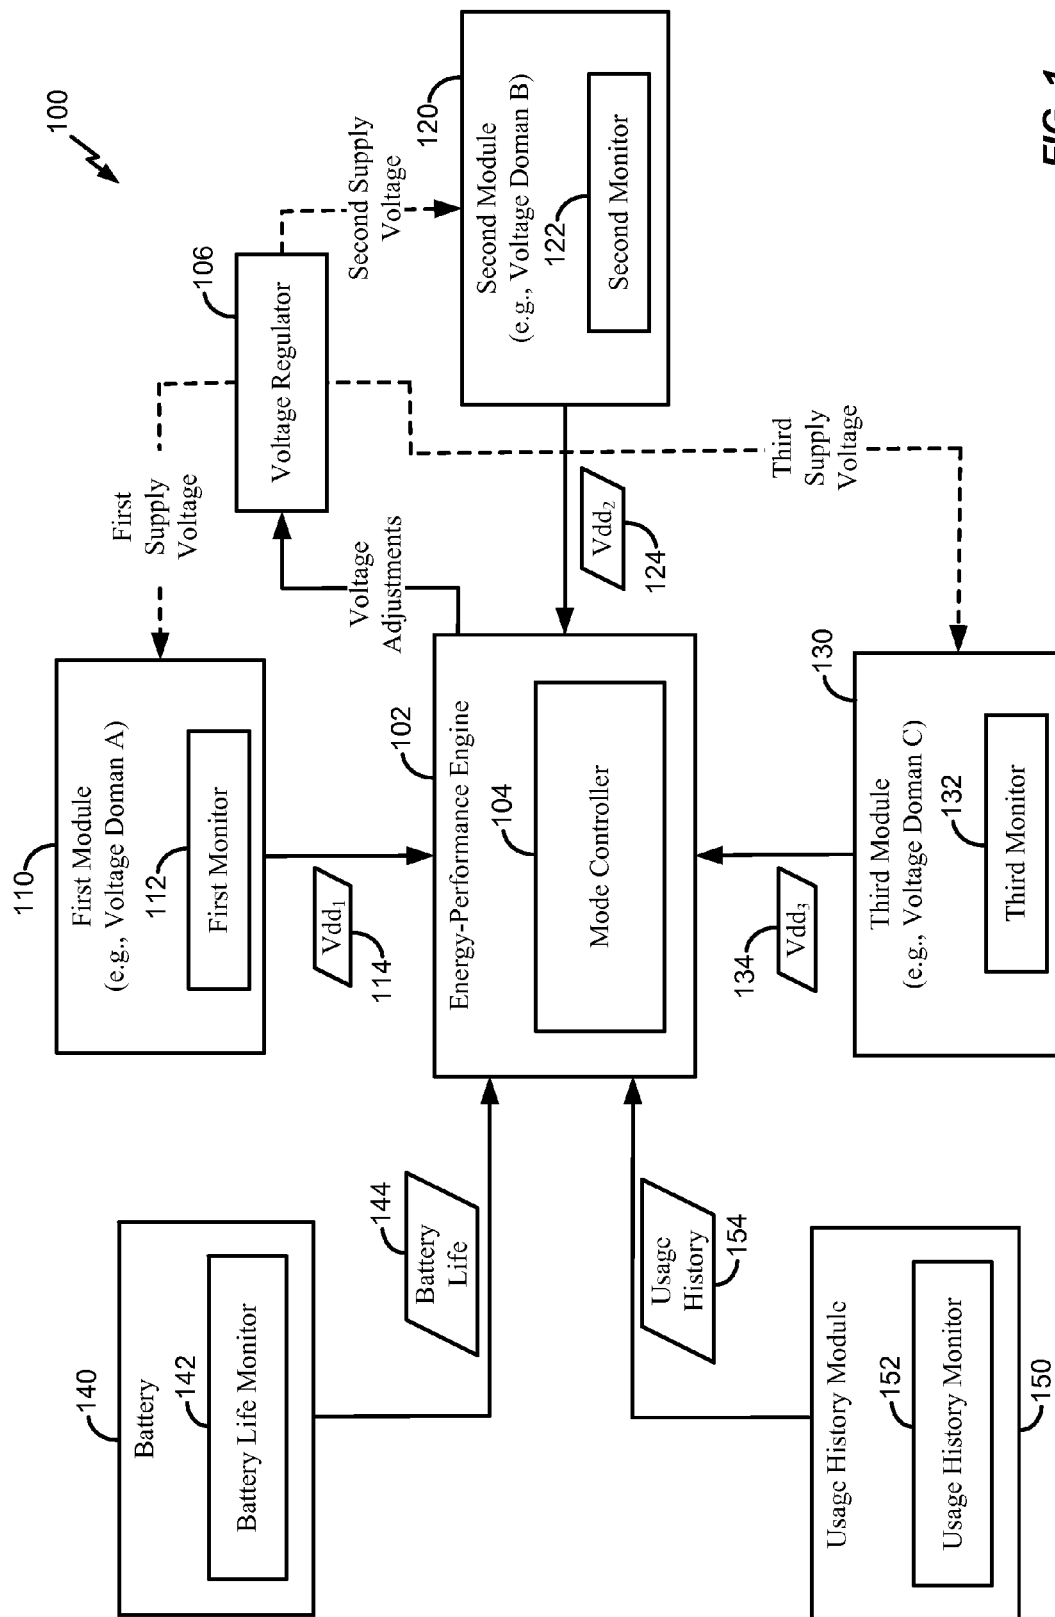 100
140
Battery
142
Battery Life Monitor
144
Battery
Life
110
First Module
(e.g., Voltage Doman A)
112
First Monitor
Vdd1
114
First
Supply
Voltage
106
Voltage Regulator
Second Supply
Voltage
Voltage
Adjustments
102
Energy-Performance Engine
104
Mode Controller
120
Second Module
(e.g., Voltage Doman B)
122
Second Monitor
Vdd2
124
Third
Supply
Voltage
Usage
History
154
Usage History Module
152
Usage History Monitor
150
134
Vdd3
130
Third Module
(e.g., Voltage Doman C)
132
Third Monitor
FIG. 1